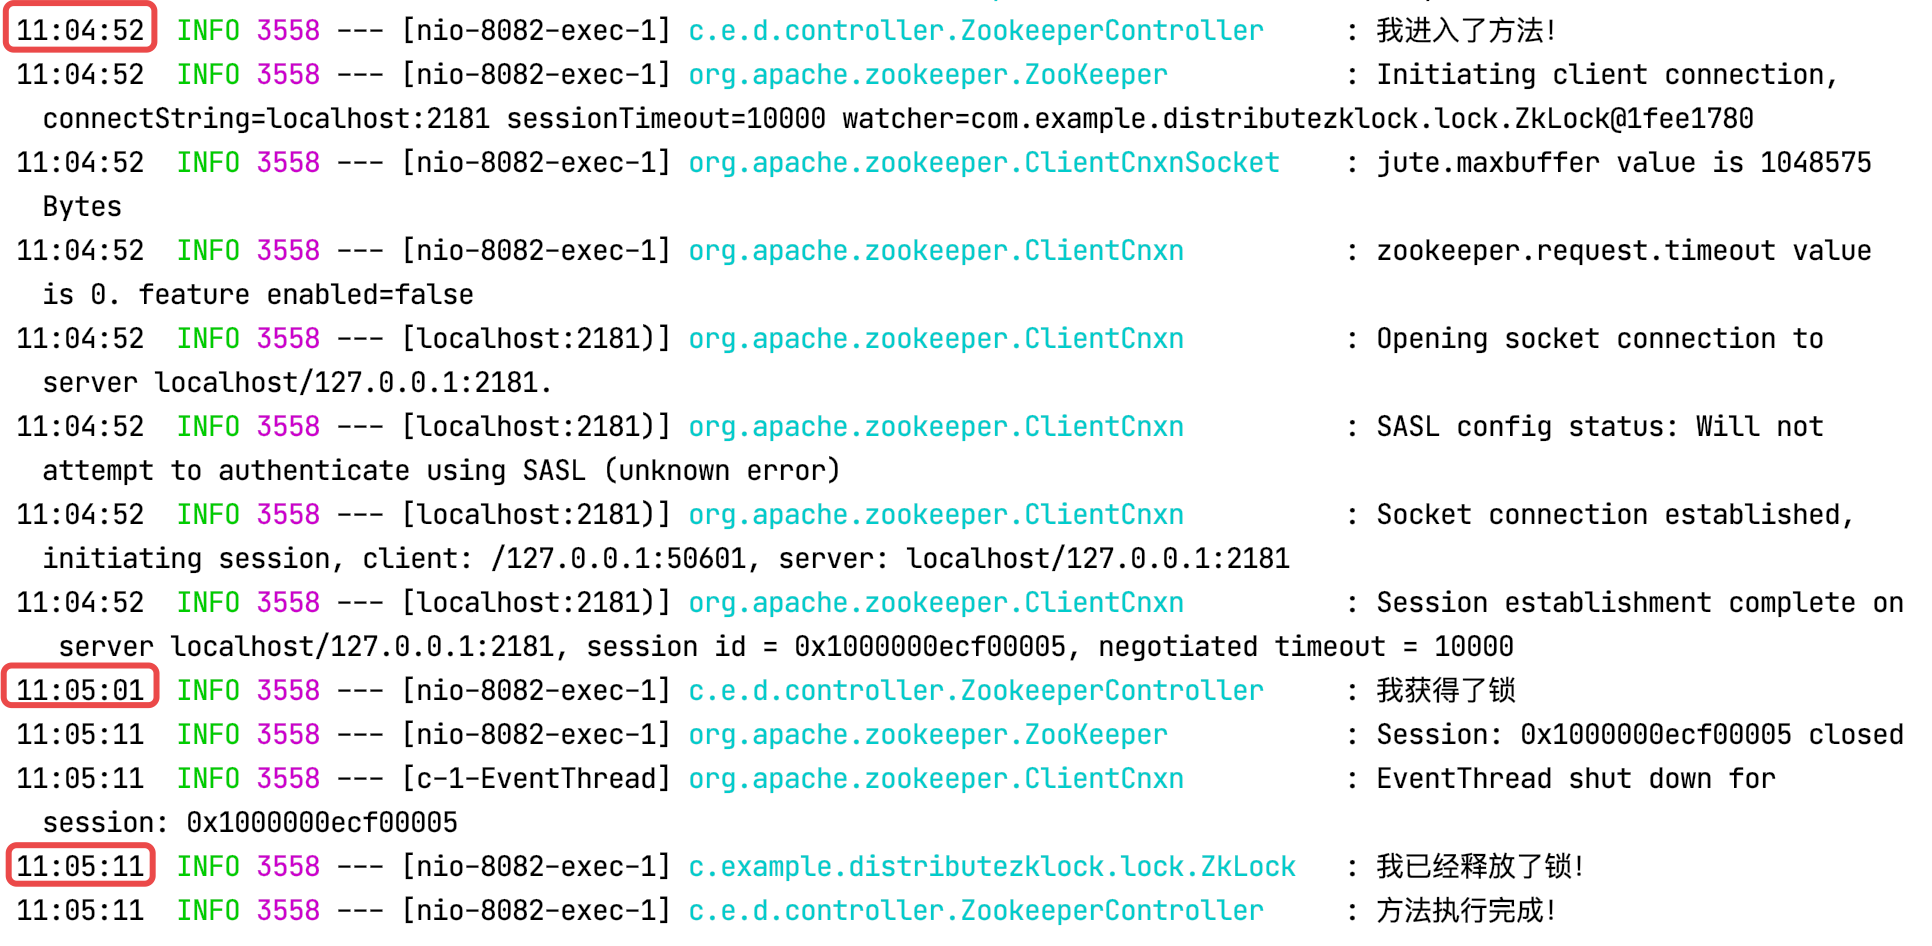 11:04:52  INFO 3558 --- [nio-8082-exec-1] c.e.d.controller.ZookeeperController     : 我进入了方法!
11:04:52  INFO 3558 --- [nio-8082-exec-1] org.apache.zookeeper.ZooKeeper           : Initiating client connection,
connectString=localhost:2181 sessionTimeout=10000 watcher=com.example.distributezklock.lock.ZkLock@1fee1780
11:04:52  INFO 3558 --- [nio-8082-exec-1] org.apache.zookeeper.ClientCnxnSocket    : jute.maxbuffer value is 1048575
Bytes
11:04:52  INFO 3558 --- [nio-8082-exec-1] org.apache.zookeeper.ClientCnxn          : zookeeper.request.timeout value
is 0. feature enabled=false
11:04:52  INFO 3558 --- [localhost:2181)] org.apache.zookeeper.ClientCnxn          : Opening socket connection to
server localhost/127.0.0.1:2181.
11:04:52  INFO 3558 --- [localhost:2181)] org.apache.zookeeper.ClientCnxn          : SASL config status: Will not
attempt to authenticate using SASL (unknown error)
11:04:52  INFO 3558 --- [localhost:2181)] org.apache.zookeeper.ClientCnxn          : Socket connection established,
initiating session, client: /127.0.0.1:50601, server: localhost/127.0.0.1:2181
11:04:52  INFO 3558 --- [localhost:2181)] org.apache.zookeeper.ClientCnxn          : Session establishment complete on
server localhost/127.0.0.1:2181, session id = 0x1000000ecf00005, negotiated timeout = 10000
11:05:01  INFO 3558 --- [nio-8082-exec-1] c.e.d.controller.ZookeeperController     : 我获得了锁
11:05:11  INFO 3558 --- [nio-8082-exec-1] org.apache.zookeeper.ZooKeeper           : Session: 0x1000000ecf00005 closed
11:05:11  INFO 3558 --- [c-1-EventThread] org.apache.zookeeper.ClientCnxn          : EventThread shut down for
session: 0x1000000ecf00005
11:05:11  INFO 3558 --- [nio-8082-exec-1] c.example.distributezklock.lock.ZkLock   : 我已经释放了锁!
11:05:11  INFO 3558 --- [nio-8082-exec-1] c.e.d.controller.ZookeeperController     : 方法执行完成!